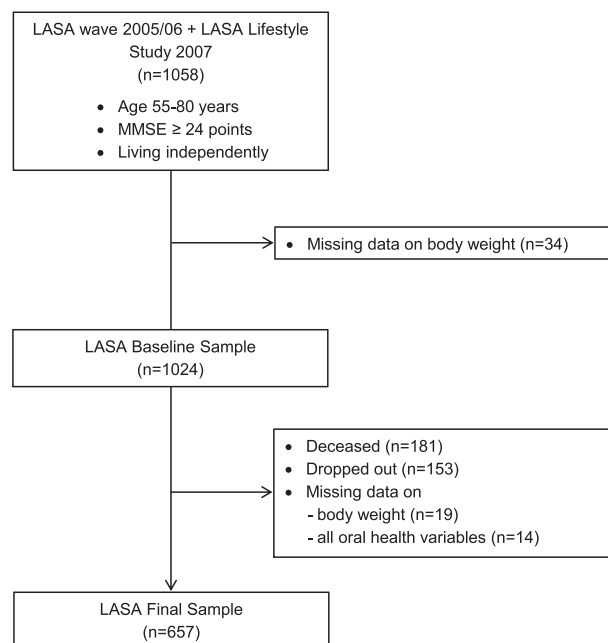 LASA wave 2005/06 + LASA Lifestyle
Study 2007
(n=1058)
• Age 55-80 years
• MMSE ≥ 24 points
• Living independently
• Missing data on body weight (n=34)
LASA Baseline Sample
(n=1024)
• Deceased (n=181)
• Dropped out (n=153)
• Missing data on
- body weight (n=19)
- all oral health variables (n=14)
LASA Final Sample
(n=657)